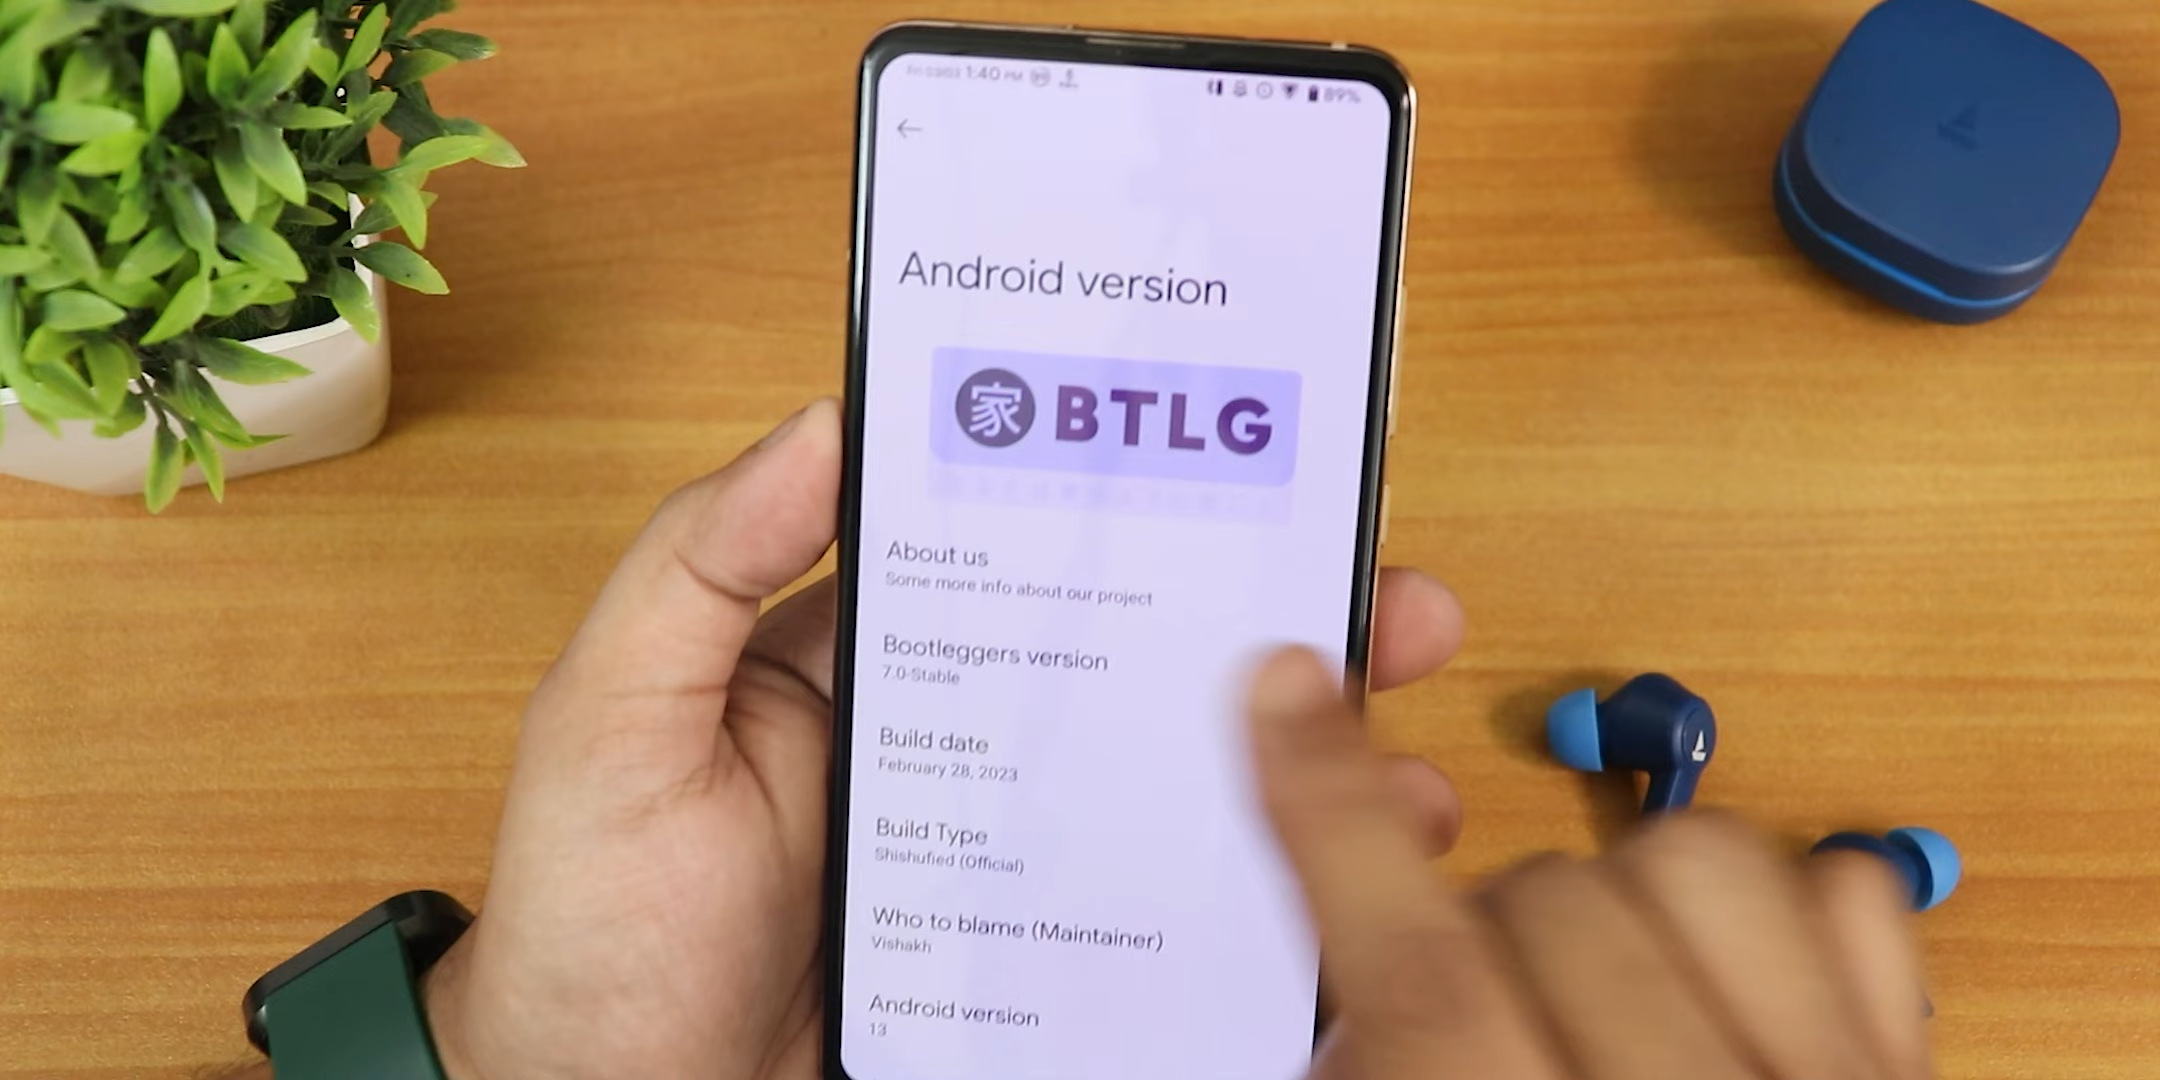 1:40 PM
89%
Android version
家 BTLG
About us
Some more info about our project
Bootleggers version
7.0-Stable
Build date
February 28, 2023
Build Type
Shishufied (Official)
Who to blame (Maintainer)
Vishakh
Android version
13